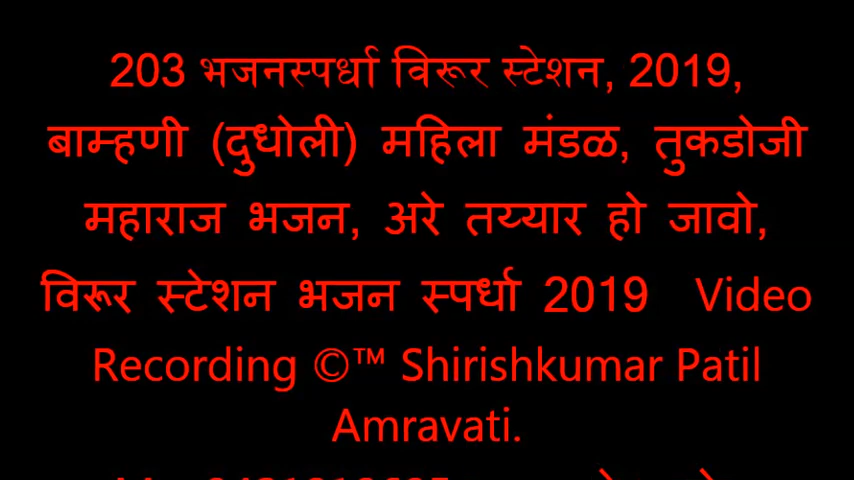 203 भजनस्पर्धा विरूर स्टेशन, 2019,
बाम्हणी (दुधोली) महिला मंडळ, तुकडोजी
महाराज भजन, अरे तय्यार हो जावो,
विरूर स्टेशन भजन स्पर्धा 2019 Video
Recording ©™ Shirishkumar Patil
Amravati.